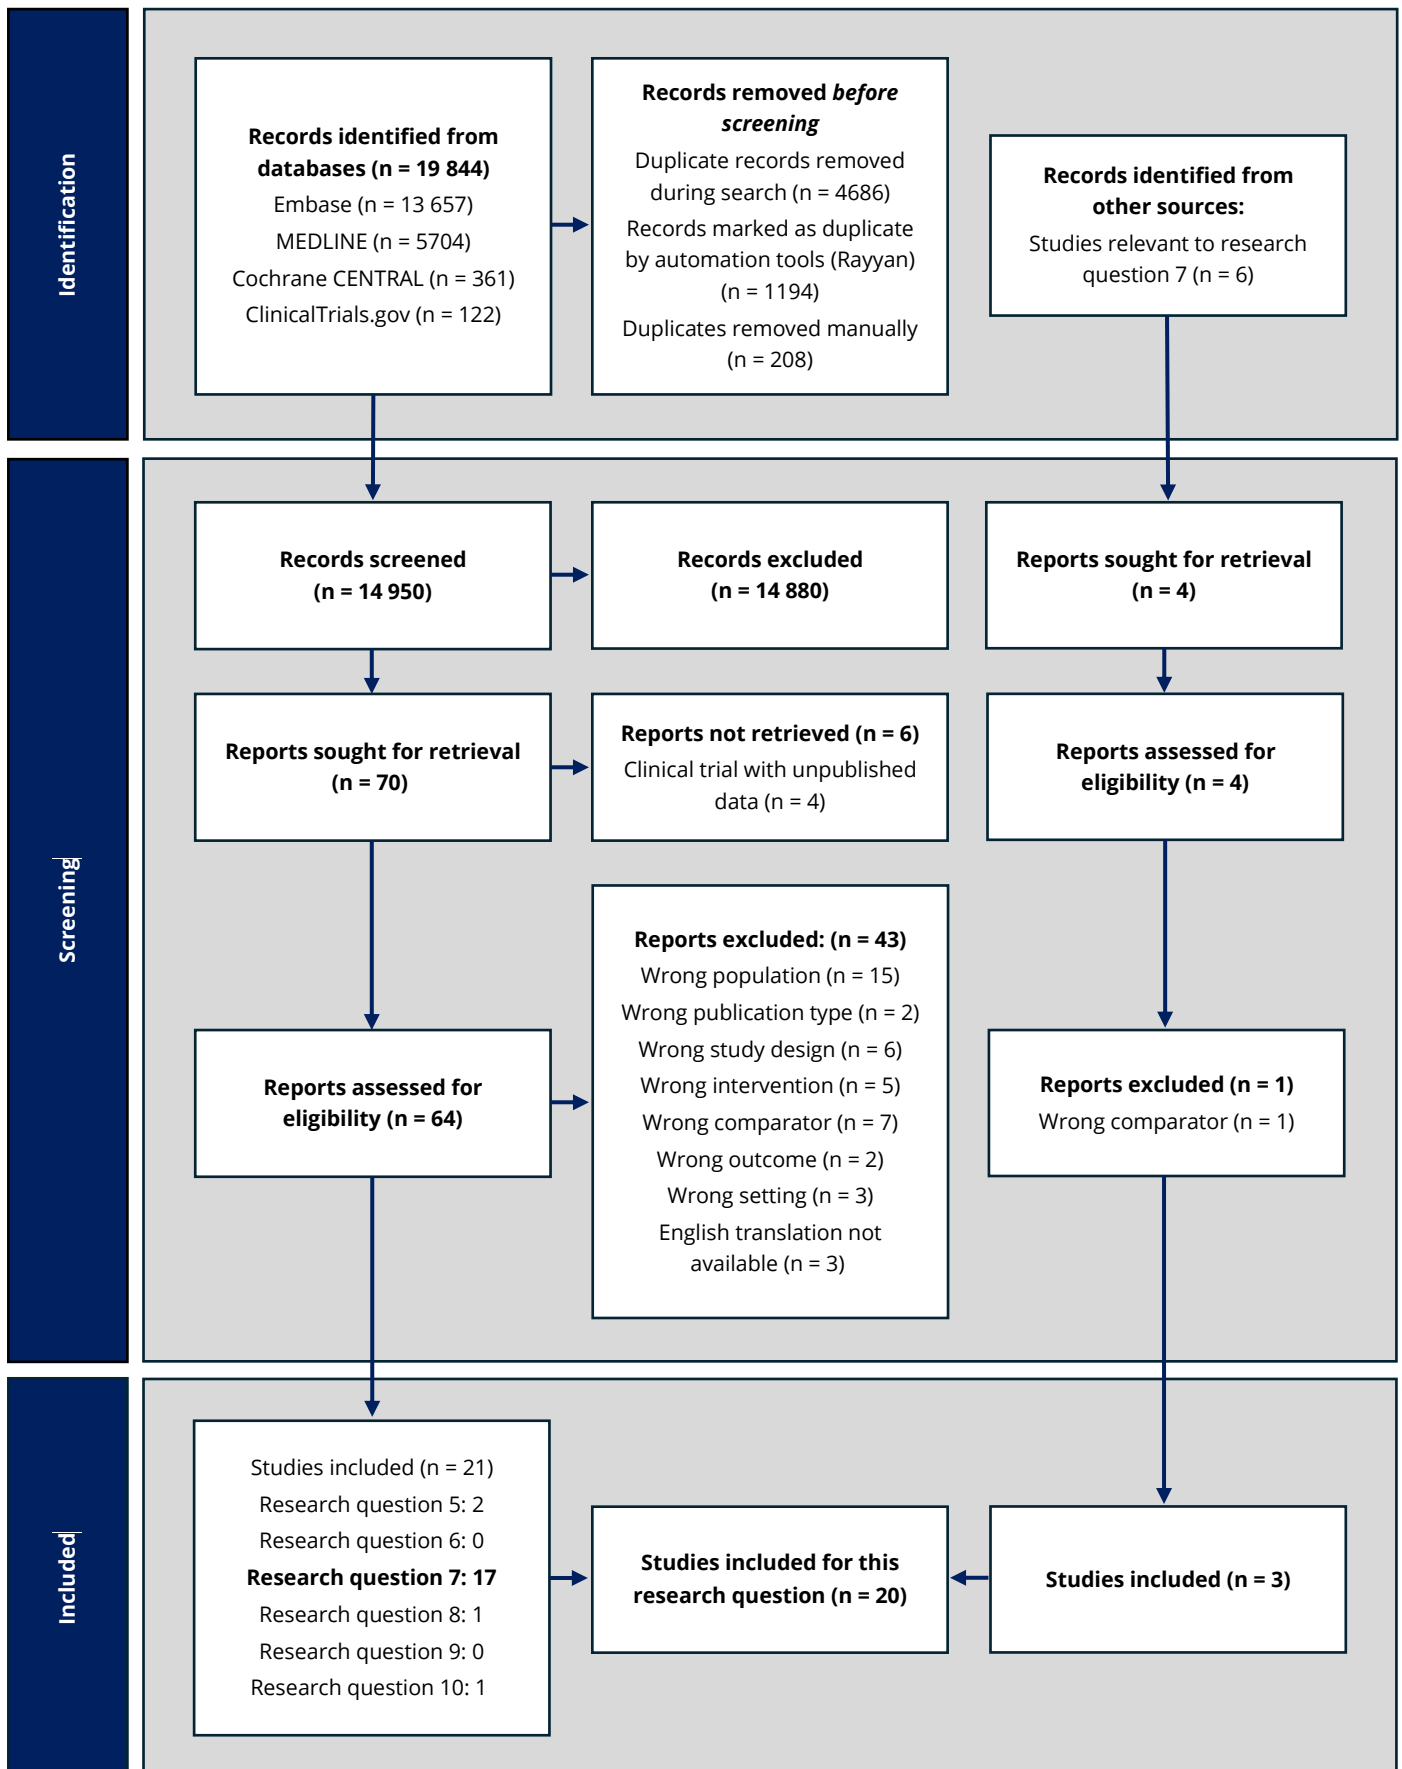 Identification
Records identified from
databases (n = 19 844)
Embase (n = 13 657)
MEDLINE (n = 5704)
Cochrane CENTRAL (n = 361)
ClinicalTrials.gov (n = 122)
Records removed before
screening
Duplicate records removed
during search (n = 4686)
Records marked as duplicate
by automation tools (Rayyan)
(n = 1194)
Duplicates removed manually
(n = 208)
Records identified from
other sources:
Studies relevant to research
question 7 (n = 6)
Screening
Records screened
(n = 14 950)
Records excluded
(n = 14 880)
Reports sought for retrieval
(n = 4)
Reports sought for retrieval
(n = 70)
Reports not retrieved (n = 6)
Clinical trial with unpublished
data (n = 4)
Reports assessed for
eligibility (n = 4)
Reports assessed for
eligibility (n = 64)
Reports excluded: (n = 43)
Wrong population (n = 15)
Wrong publication type (n = 2)
Wrong study design (n = 6)
Wrong intervention (n = 5)
Wrong comparator (n = 7)
Wrong outcome (n = 2)
Wrong setting (n = 3)
English translation not
available (n = 3)
Reports excluded (n = 1)
Wrong comparator (n = 1)
Included
Studies included (n = 21)
Research question 5: 2
Research question 6: 0
Research question 7: 17
Research question 8: 1
Research question 9: 0
Research question 10: 1
Studies included for this
research question (n = 20)
Studies included (n = 3)